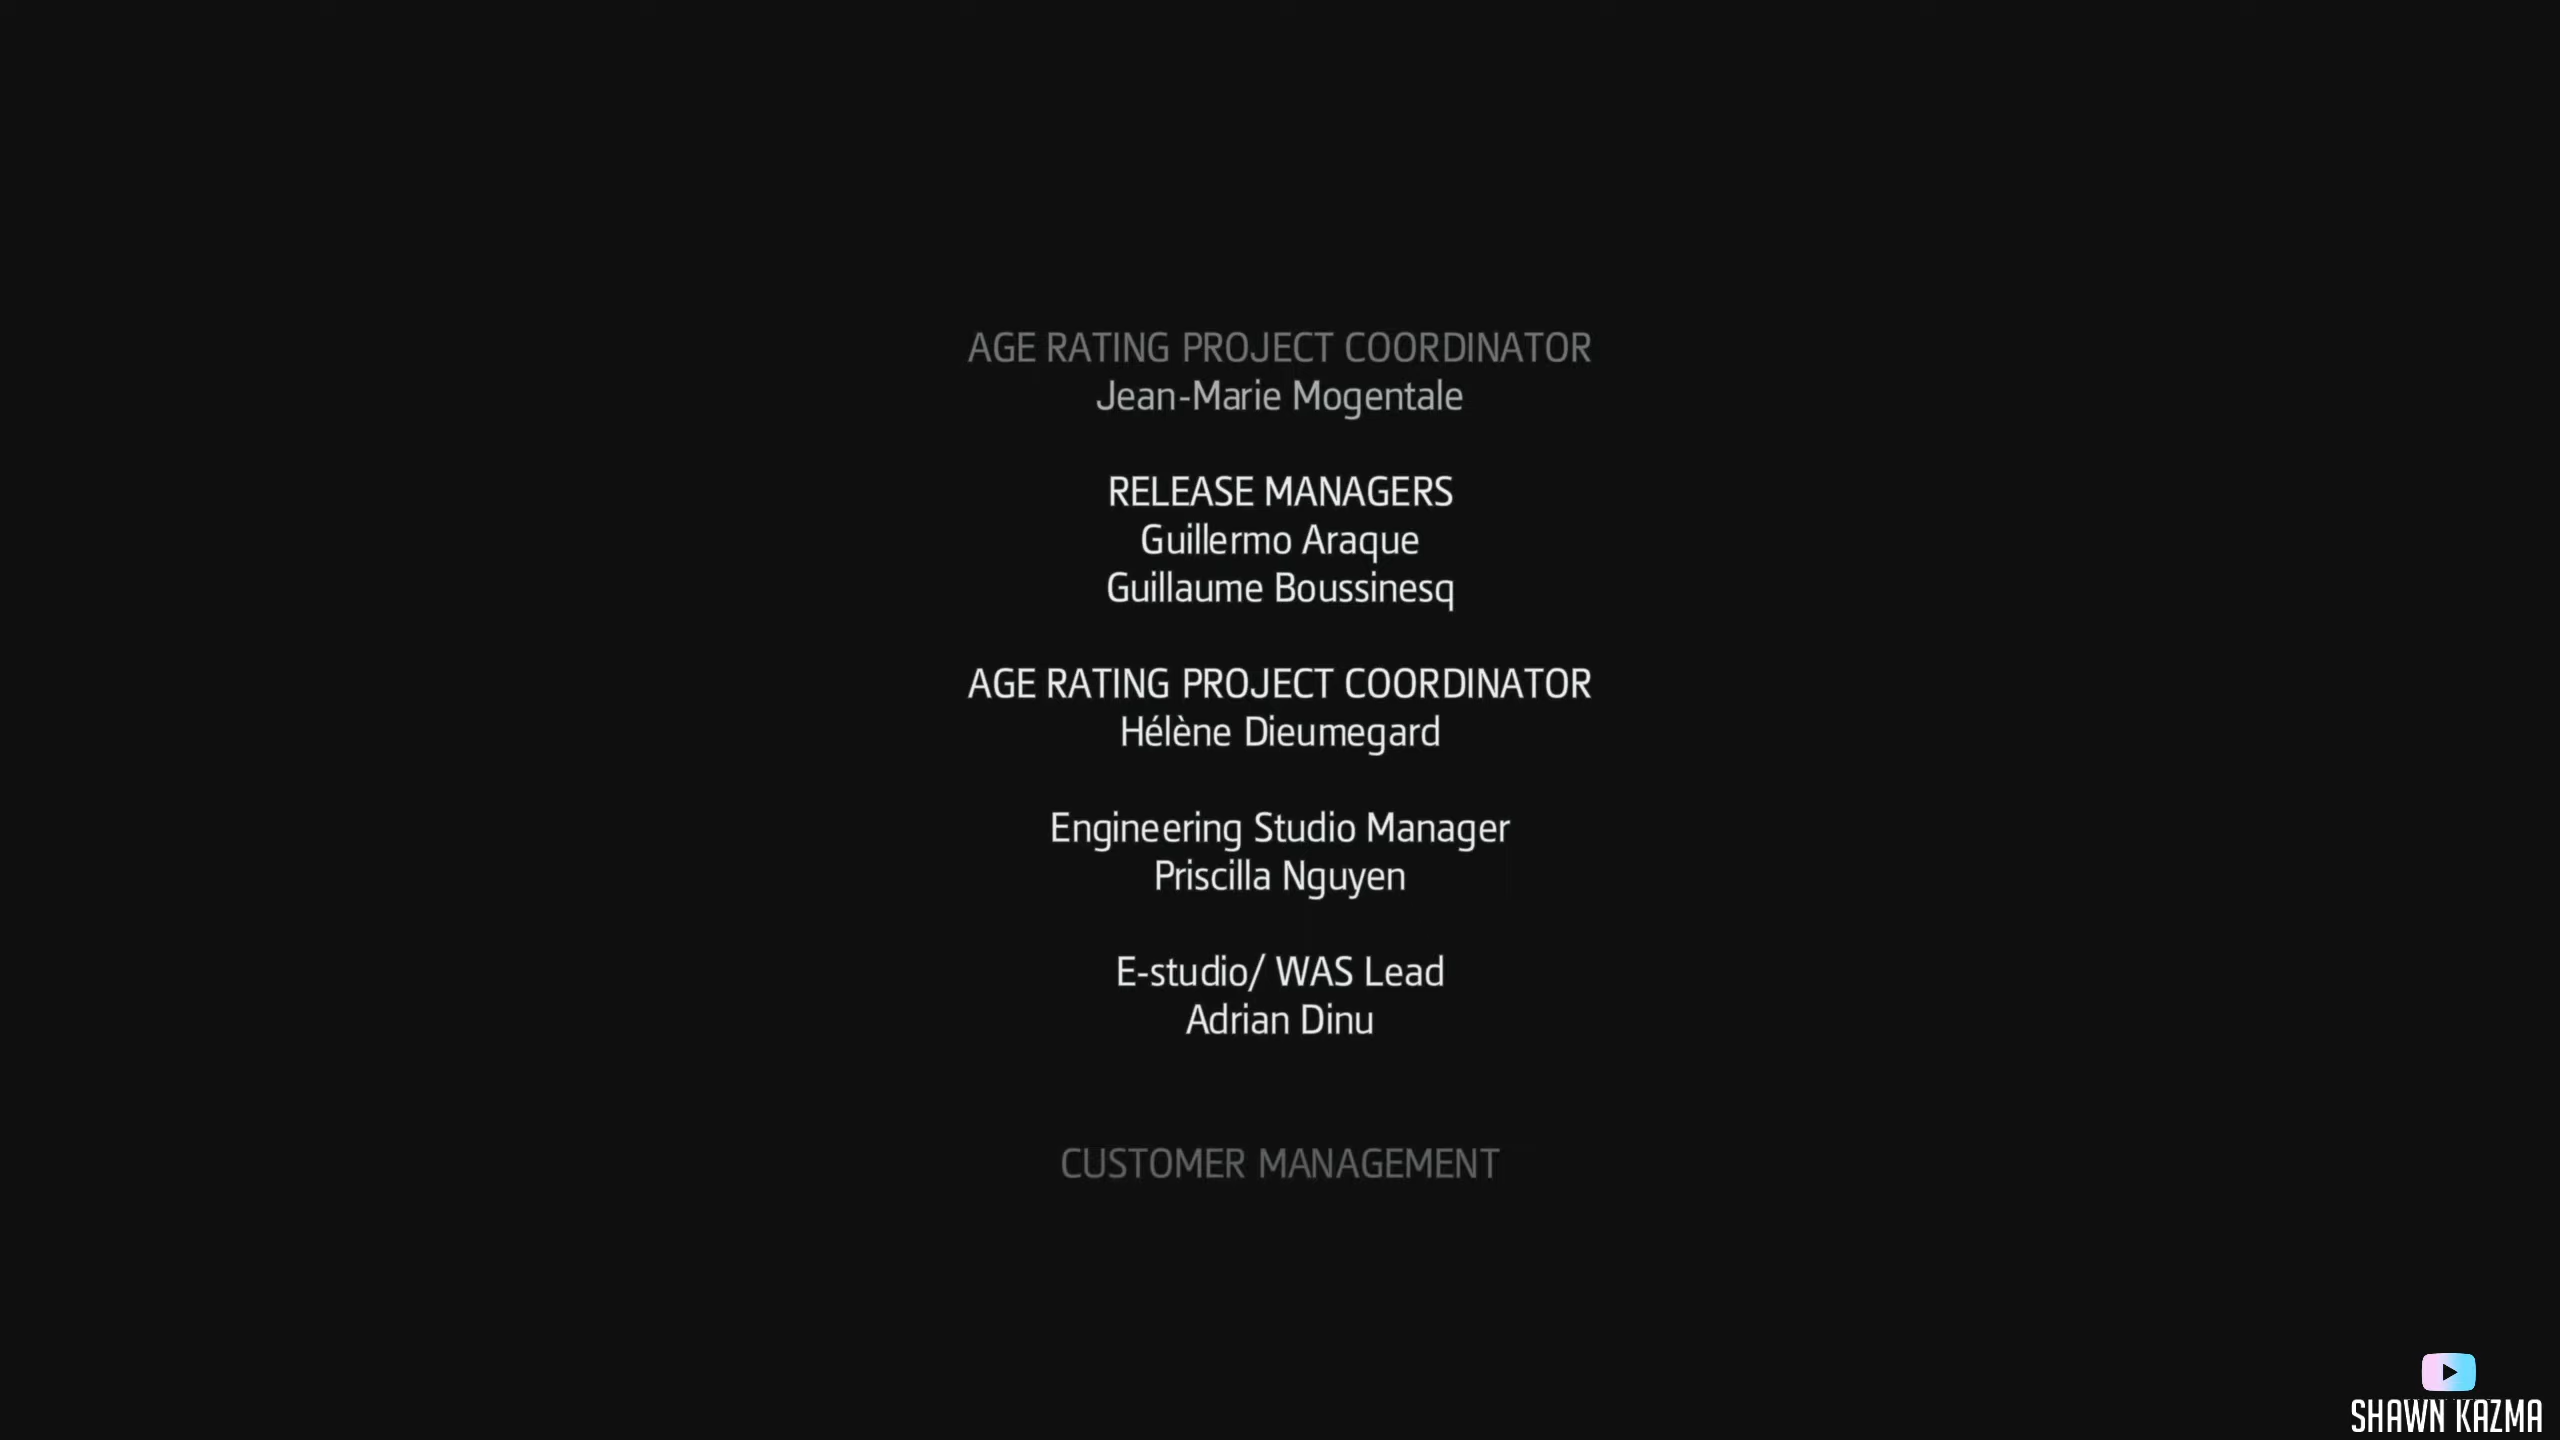 AGE RATING PROJECT COORDINATOR
Jean-Marie Mogentale
RELEASE MANAGERS
Guillermo Araque
Guillaume Boussinesq
AGE RATING PROJECT COORDINATOR
Hélène Dieumegard
Engineering Studio Manager
Priscilla Nguyen
E-studio/ WAS Lead
Adrian Dinu
CUSTOMER MANAGEMENT
SHAWN KAZMA